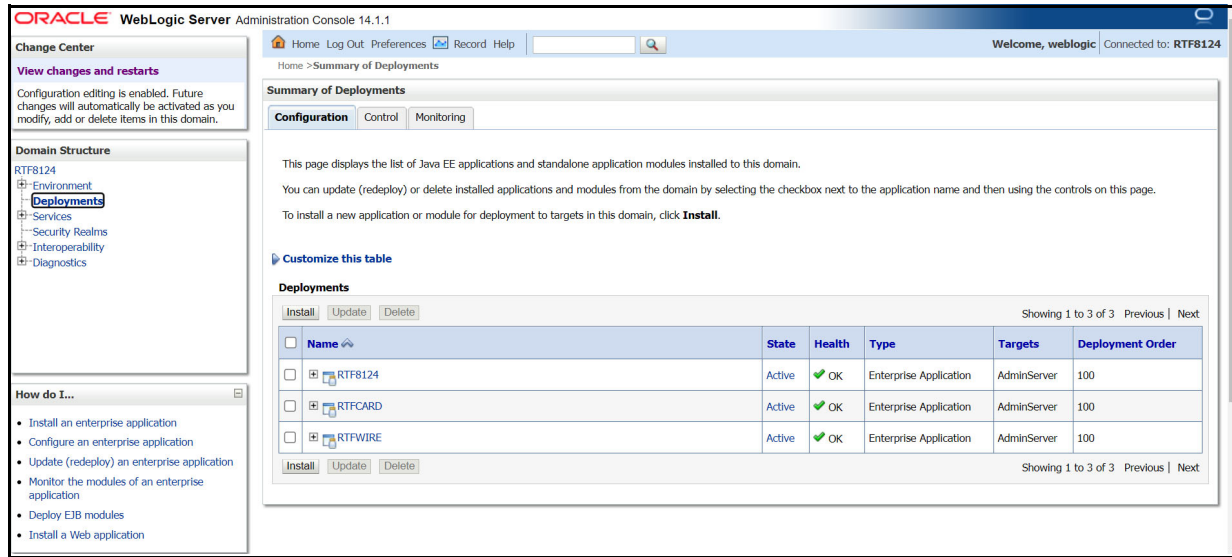 ORACLE WebLogic Server Administration Console 14.1.1
Change Center
View changes and restarts
Configuration editing is enabled. Future
changes will automatically be activated as you
modify, add or delete items in this domain.
Domain Structure
RTF8124
Environment
Deployments
Services
Security Realms
Interoperability
Diagnostics
How do I...
Install an enterprise application
Configure an enterprise application
Update (redeploy) an enterprise application
Monitor the modules of an enterprise
application
Deploy EJB modules
Install a Web application
Home Log Out Preferences Record Help
Welcome, weblogic Connected to: RTF8124
Home >Summary of Deployments
Summary of Deployments
Configuration Control Monitoring
This page displays the list of Java EE applications and standalone application modules installed to this domain.
You can update (redeploy) or delete installed applications and modules from the domain by selecting the checkbox next to the application name and then using the controls on this page.
To install a new application or module for deployment to targets in this domain, click Install.
Customize this table
Deployments
Install Update Delete Showing 1 to 3 of 3 Previous | Next
Name State Health Type Targets Deployment Order
RTF8124 Active OK Enterprise Application AdminServer 100
RTFCARD Active OK Enterprise Application AdminServer 100
RTFWIRE Active OK Enterprise Application AdminServer 100
Install Update Delete Showing 1 to 3 of 3 Previous | Next